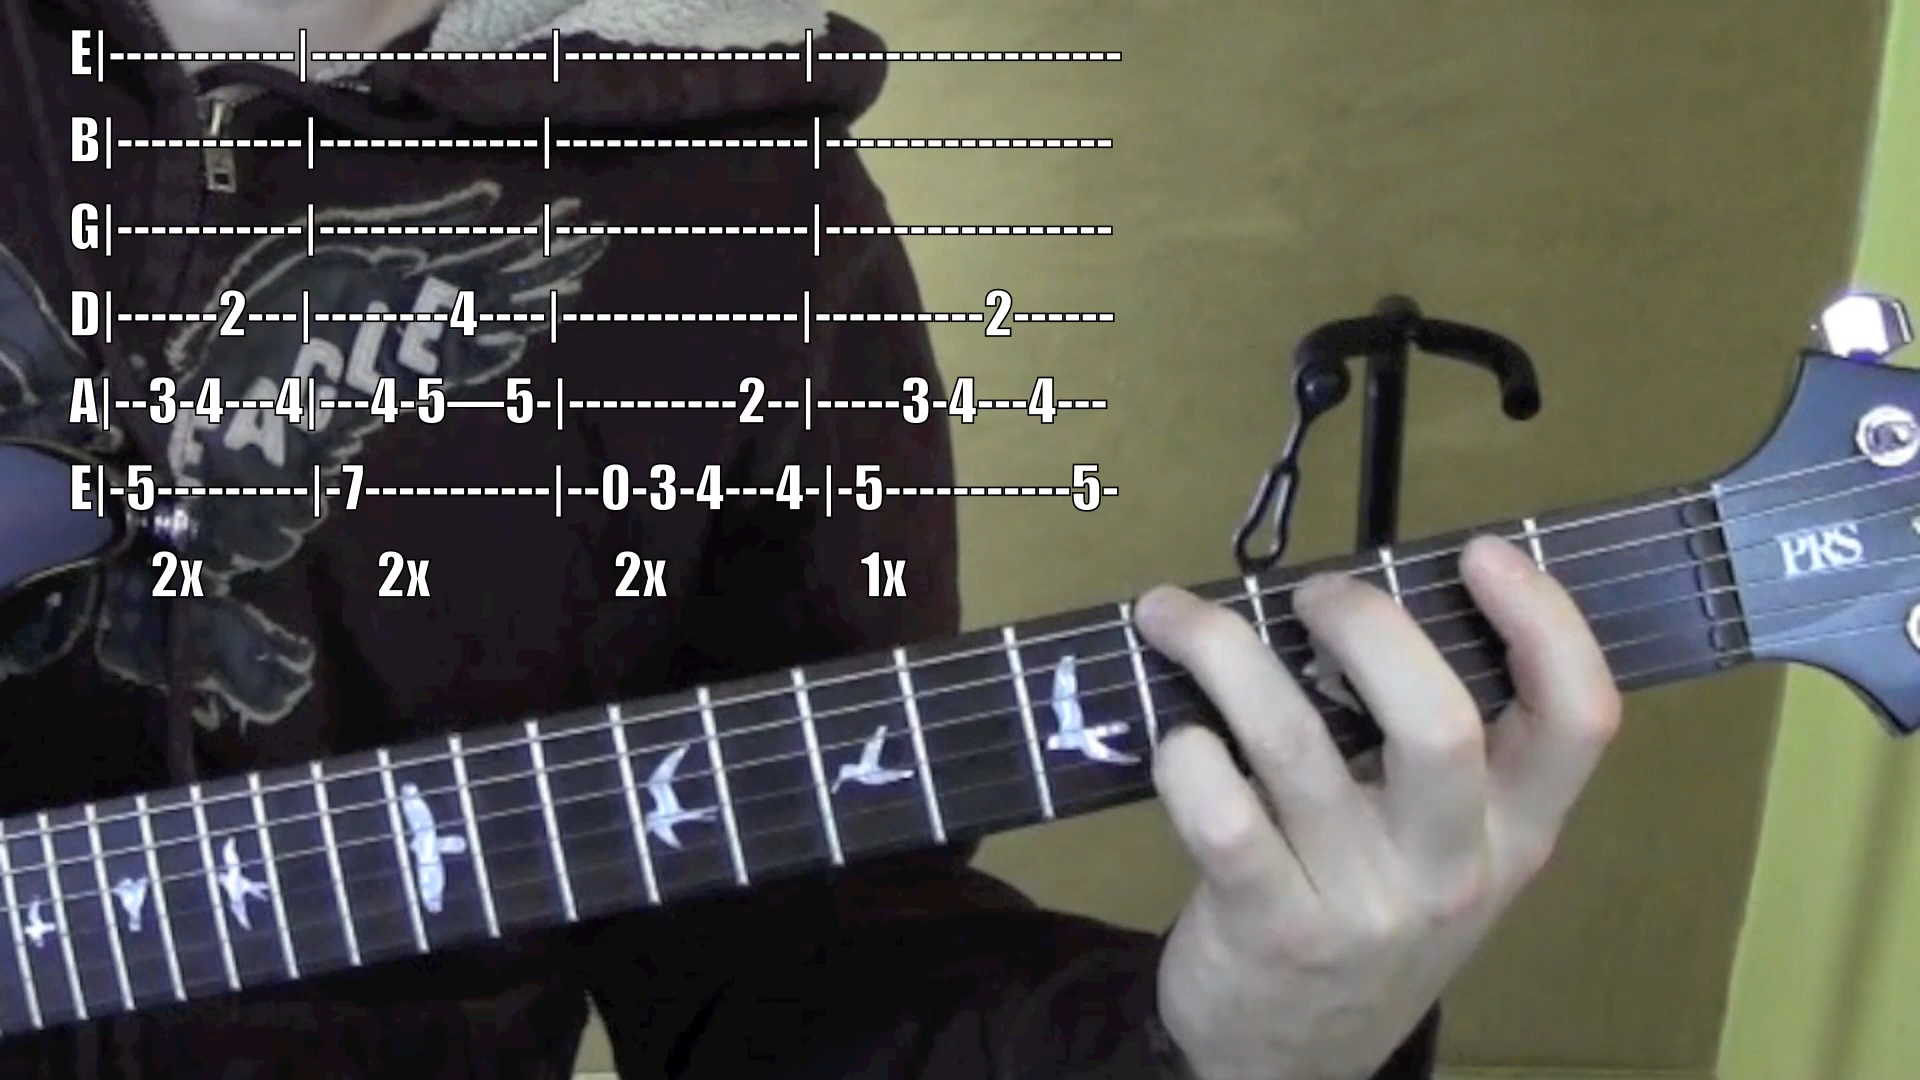 E|-----------|--------------|--------------|------------------
B|-----------|-------------|---------------|-----------------
G|-----------|-------------|---------------|-----------------
D|------2---|--------4----|--------------|----------2------
A|--3-4---4|---4-5——5-|----------2--|-----3-4---4---
E|-5---------|-7-----------|--0-3-4---4-|-5-----------5-
2x 2x 2x 1x
EAGLE
PRS